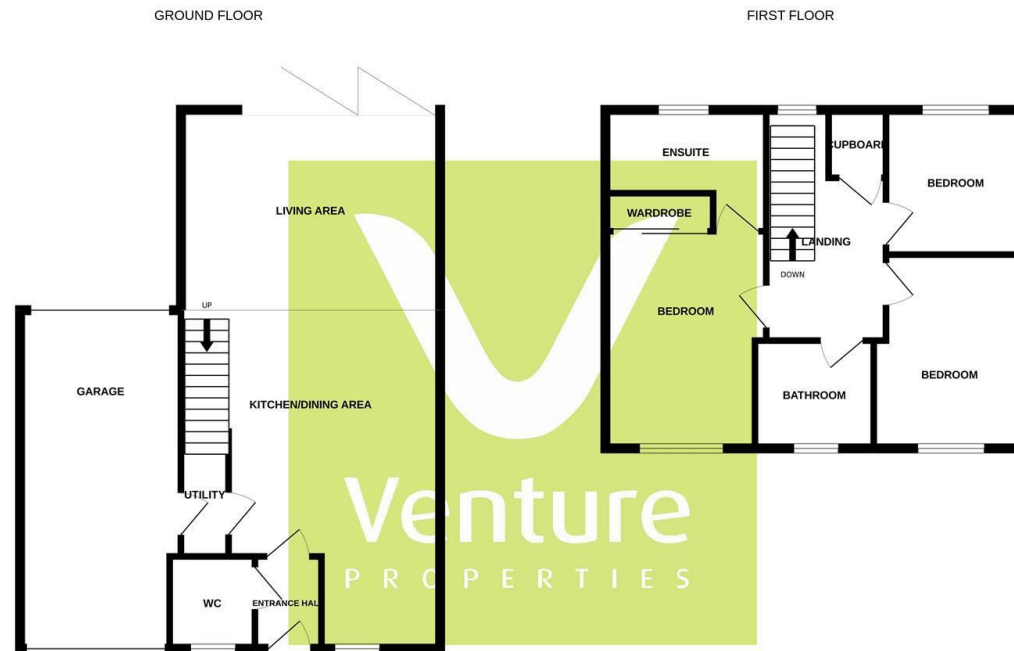 GROUND FLOOR
FIRST FLOOR
ENSUITE
CUPBOARD
BEDROOM
LIVING AREA
WARDROBE
LANDING
DOWN
UP
BEDROOM
GARAGE
KITCHEN/DINING AREA
BEDROOM
BATHROOM
UTILITY
Venture
PROPERTIES
WC
ENTRANCE HALL